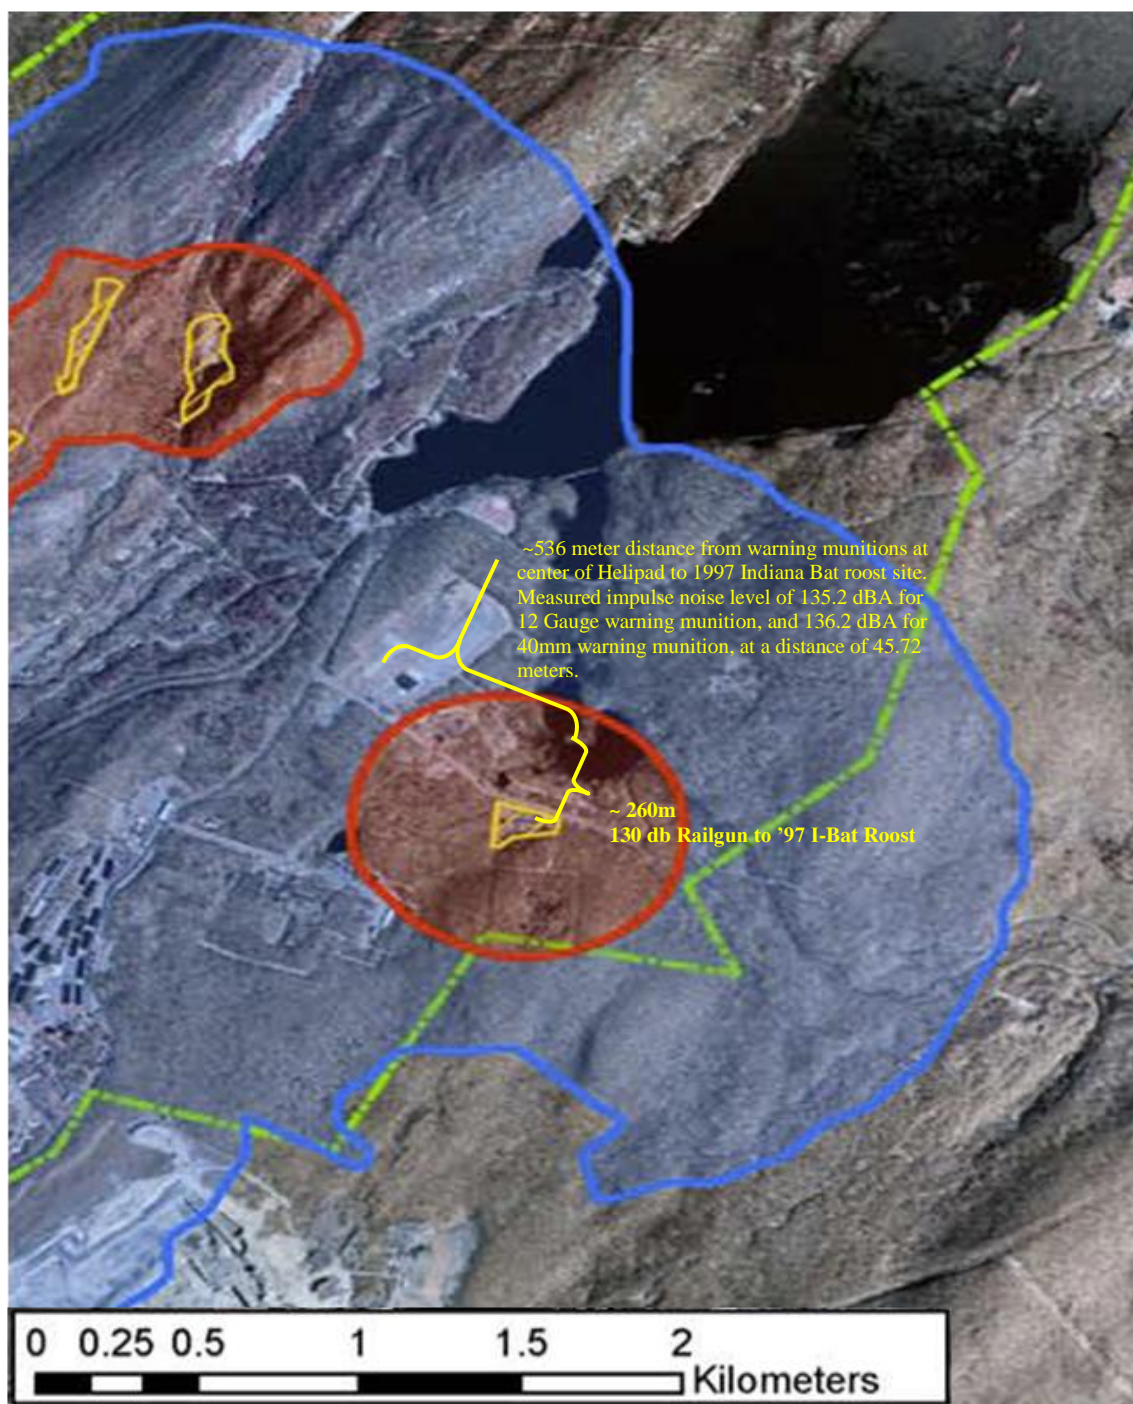 ~536 meter distance from warning munitions at
center of Helipad to 1997 Indiana Bat roost site.
Measured impulse noise level of 135.2 dBA for
12 Gauge warning munition, and 136.2 dBA for
40mm warning munition, at a distance of 45.72
meters.
~ 260m
130 db Railgun to ’97 I-Bat Roost
0 0.25 0.5 1 1.5 2
Kilometers